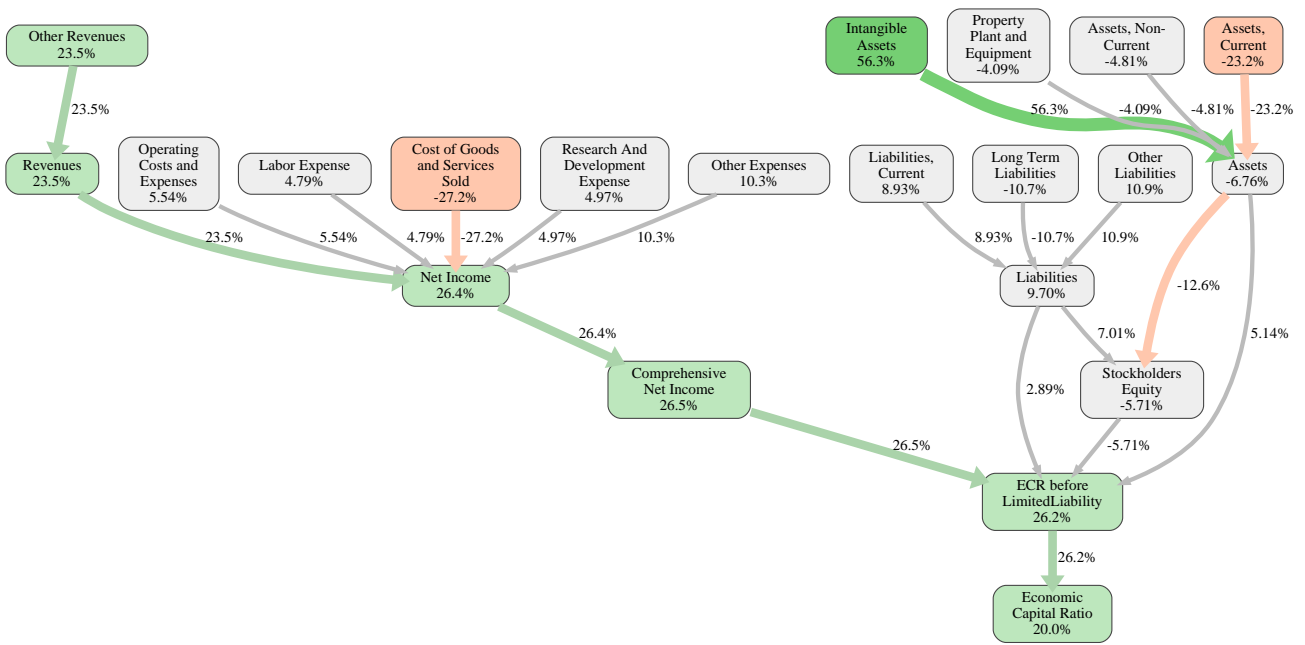 Other Revenues
23.5%
Intangible
Assets
56.3%
Property
Plant and
Equipment
-4.09%
Assets, Non-
Current
-4.81%
Assets,
Current
-23.2%
23.5%
56.3%
-4.09%
-4.81%
-23.2%
Revenues
23.5%
Operating
Costs and
Expenses
5.54%
Labor Expense
4.79%
Cost of Goods
and Services
Sold
-27.2%
Research And
Development
Expense
4.97%
Other Expenses
10.3%
Liabilities,
Current
8.93%
Long Term
Liabilities
-10.7%
Other
Liabilities
10.9%
Assets
-6.76%
23.5%
5.54%
4.79%
-27.2%
4.97%
10.3%
8.93%
-10.7%
10.9%
Net Income
26.4%
Liabilities
9.70%
-12.6%
26.4%
7.01%
5.14%
Comprehensive
Net Income
26.5%
2.89%
Stockholders
Equity
-5.71%
26.5%
-5.71%
ECR before
LimitedLiability
26.2%
26.2%
Economic
Capital Ratio
20.0%